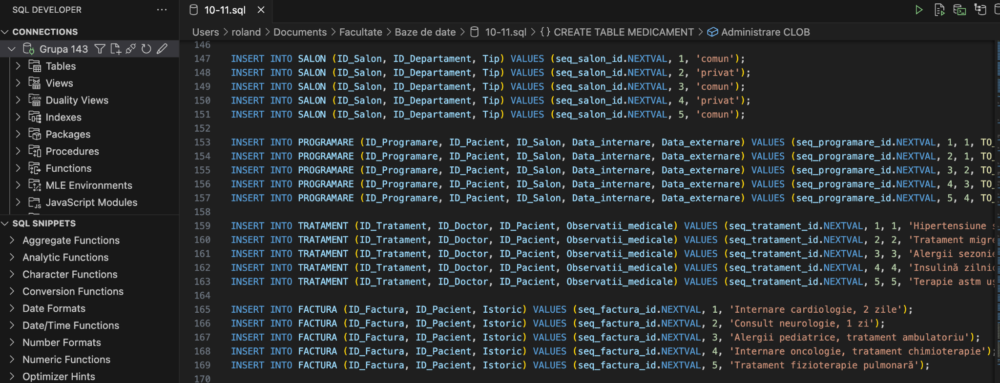 SQL DEVELOPER
CONNECTIONS
Grupa 143
Tables
Views
Duality Views
Indexes
Packages
Procedures
Functions
MLE Environments
JavaScript Modules
SQL SNIPPETS
Aggregate Functions
Analytic Functions
Character Functions
Conversion Functions
Date Formats
Date/Time Functions
Number Formats
Numeric Functions
Optimizer Hints
10-11.sql
Users > roland > Documents > Facultate > Baze de date > 10-11.sql > {} CREATE TABLE MEDICAMENT > Administrare CLOB
146
147 INSERT INTO SALON (ID_Salon, ID_Departament, Tip) VALUES (seq_salon_id.NEXTVAL, 1, 'comun');
148 INSERT INTO SALON (ID_Salon, ID_Departament, Tip) VALUES (seq_salon_id.NEXTVAL, 2, 'privat');
149 INSERT INTO SALON (ID_Salon, ID_Departament, Tip) VALUES (seq_salon_id.NEXTVAL, 3, 'comun');
150 INSERT INTO SALON (ID_Salon, ID_Departament, Tip) VALUES (seq_salon_id.NEXTVAL, 4, 'privat');
151 INSERT INTO SALON (ID_Salon, ID_Departament, Tip) VALUES (seq_salon_id.NEXTVAL, 5, 'comun');
152
153 INSERT INTO PROGRAMARE (ID_Programare, ID_Pacient, ID_Salon, Data_internare, Data_externare) VALUES (seq_programare_id.NEXTVAL, 1, 1, TO_
154 INSERT INTO PROGRAMARE (ID_Programare, ID_Pacient, ID_Salon, Data_internare, Data_externare) VALUES (seq_programare_id.NEXTVAL, 2, 1, TO_
155 INSERT INTO PROGRAMARE (ID_Programare, ID_Pacient, ID_Salon, Data_internare, Data_externare) VALUES (seq_programare_id.NEXTVAL, 3, 2, TO_
156 INSERT INTO PROGRAMARE (ID_Programare, ID_Pacient, ID_Salon, Data_internare, Data_externare) VALUES (seq_programare_id.NEXTVAL, 4, 3, TO_
157 INSERT INTO PROGRAMARE (ID_Programare, ID_Pacient, ID_Salon, Data_internare, Data_externare) VALUES (seq_programare_id.NEXTVAL, 5, 4, TO_
158
159 INSERT INTO TRATAMENT (ID_Tratament, ID_Doctor, ID_Pacient, Observatii_medicale) VALUES (seq_tratament_id.NEXTVAL, 1, 1, 'Hipertensiune
160 INSERT INTO TRATAMENT (ID_Tratament, ID_Doctor, ID_Pacient, Observatii_medicale) VALUES (seq_tratament_id.NEXTVAL, 2, 2, 'Tratament migre
161 INSERT INTO TRATAMENT (ID_Tratament, ID_Doctor, ID_Pacient, Observatii_medicale) VALUES (seq_tratament_id.NEXTVAL, 3, 3, 'Alergii sezonie
162 INSERT INTO TRATAMENT (ID_Tratament, ID_Doctor, ID_Pacient, Observatii_medicale) VALUES (seq_tratament_id.NEXTVAL, 4, 4, 'Insulină zilnic
163 INSERT INTO TRATAMENT (ID_Tratament, ID_Doctor, ID_Pacient, Observatii_medicale) VALUES (seq_tratament_id.NEXTVAL, 5, 5, 'Terapie astm uș
164
165 INSERT INTO FACTURA (ID_Factura, ID_Pacient, Istoric) VALUES (seq_factura_id.NEXTVAL, 1, 'Internare cardiologie, 2 zile');
166 INSERT INTO FACTURA (ID_Factura, ID_Pacient, Istoric) VALUES (seq_factura_id.NEXTVAL, 2, 'Consult neurologie, 1 zi');
167 INSERT INTO FACTURA (ID_Factura, ID_Pacient, Istoric) VALUES (seq_factura_id.NEXTVAL, 3, 'Alergii pediatrice, tratament ambulatoriu');
168 INSERT INTO FACTURA (ID_Factura, ID_Pacient, Istoric) VALUES (seq_factura_id.NEXTVAL, 4, 'Internare oncologie, tratament chimioterapie');
169 INSERT INTO FACTURA (ID_Factura, ID_Pacient, Istoric) VALUES (seq_factura_id.NEXTVAL, 5, 'Tratament fizioterapie pulmonară');
170